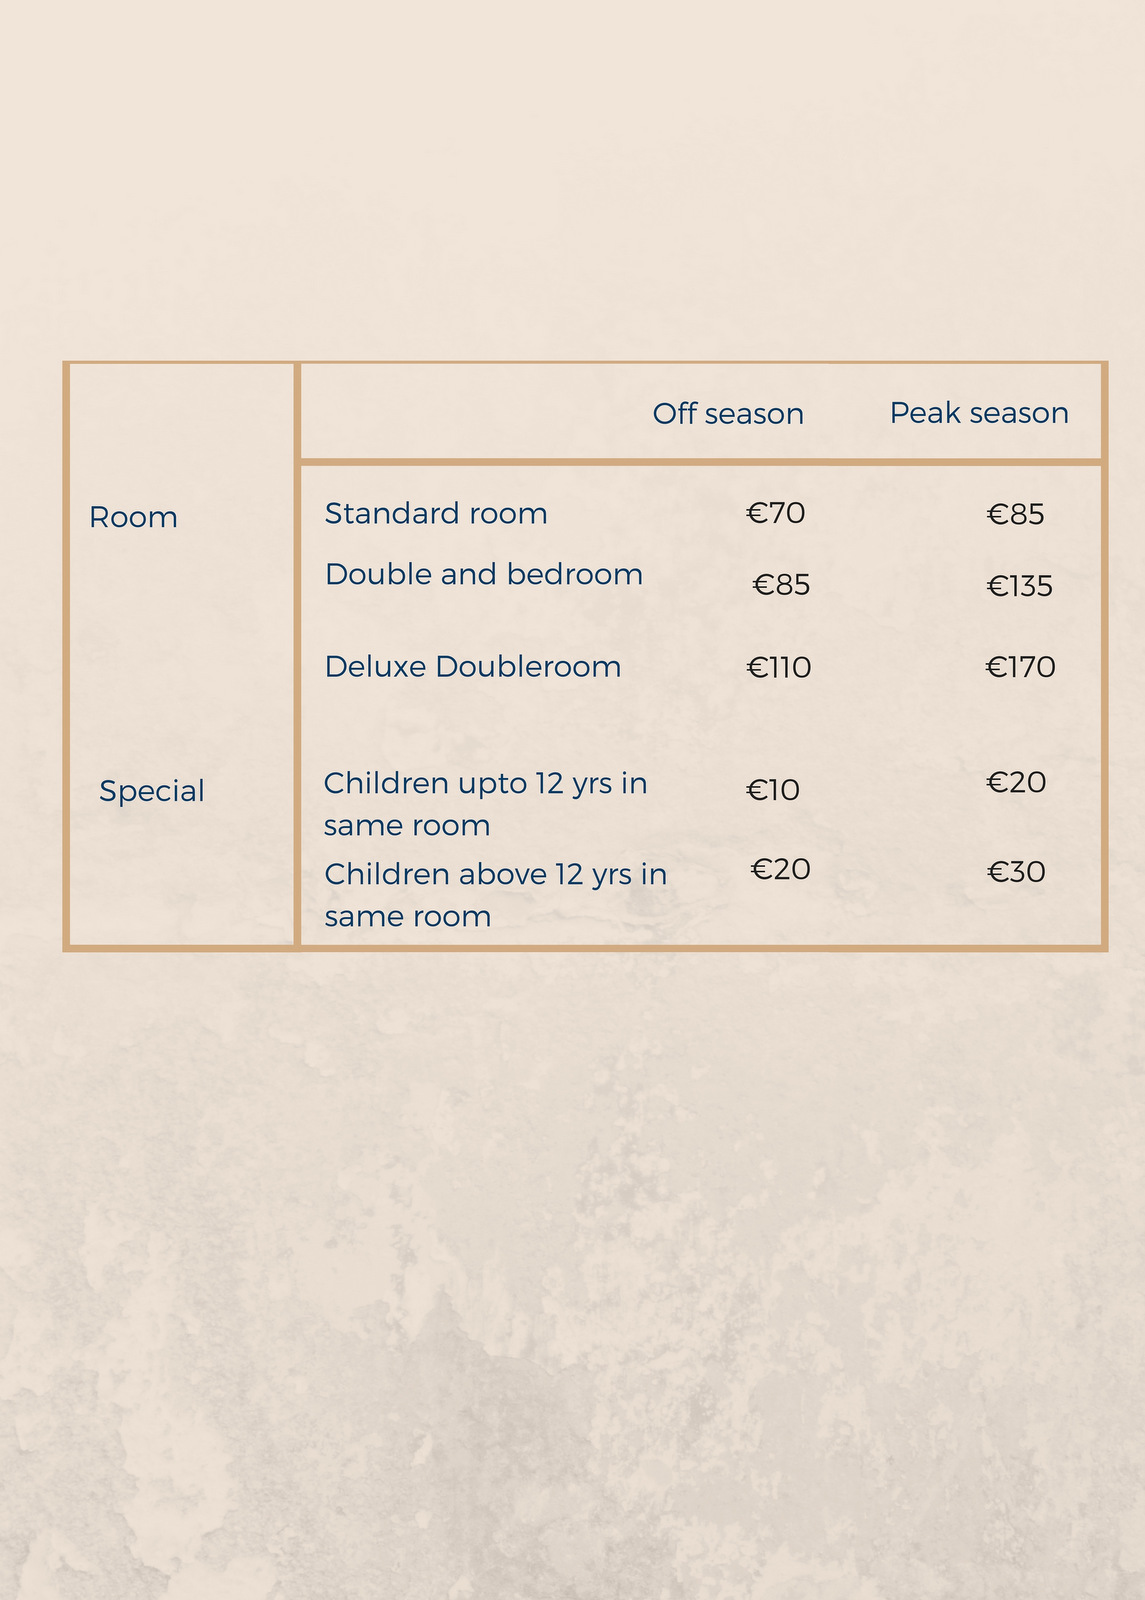 Off season Peak season
Room Standard room €70 €85
Double and bedroom €85 €135
Deluxe Doubleroom €110 €170
Special Children upto 12 yrs in €10 €20
same room
Children above 12 yrs in €20 €30
same room